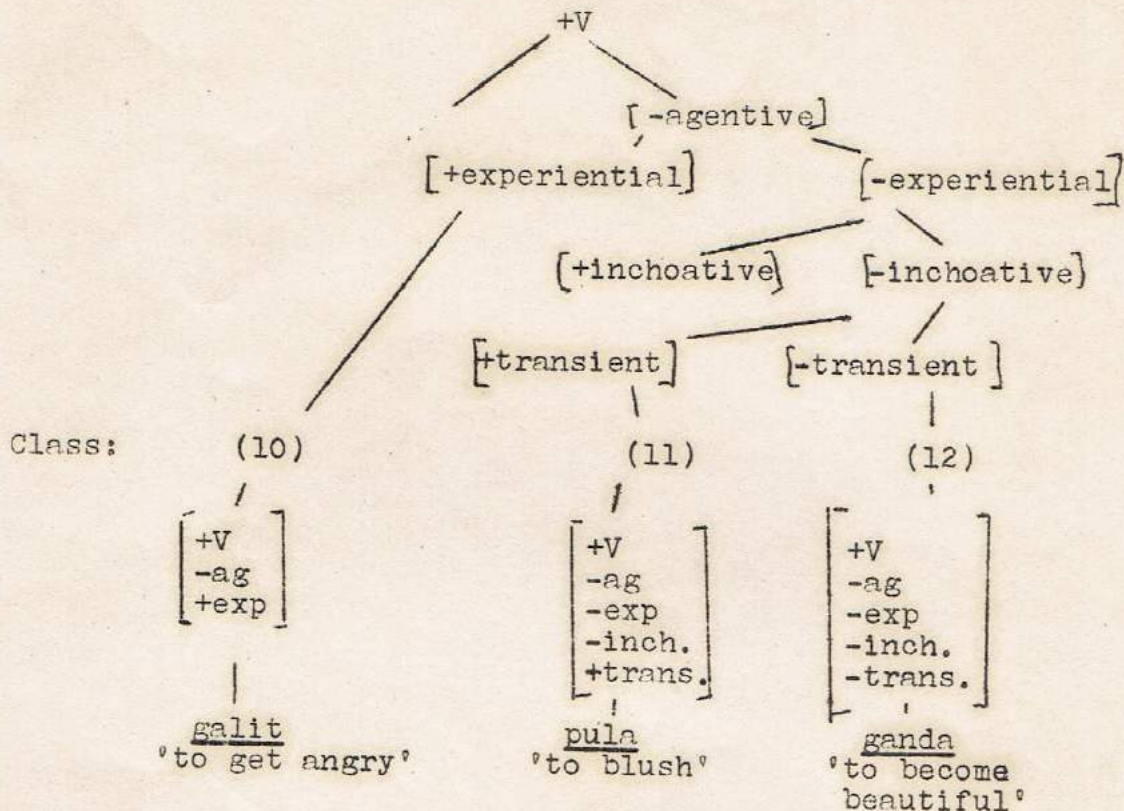 +V
[-agentive]
[+experiential] [-experiential]
[+inchoative] [-inchoative]
[+transient] [-transient]
Class: (10) (11) (12)
+V +V +V
-ag -ag -ag
+exp -exp -exp
-inch. -inch.
+trans. -trans.
galit pula ganda
'to get angry' 'to blush' 'to become
beautiful'